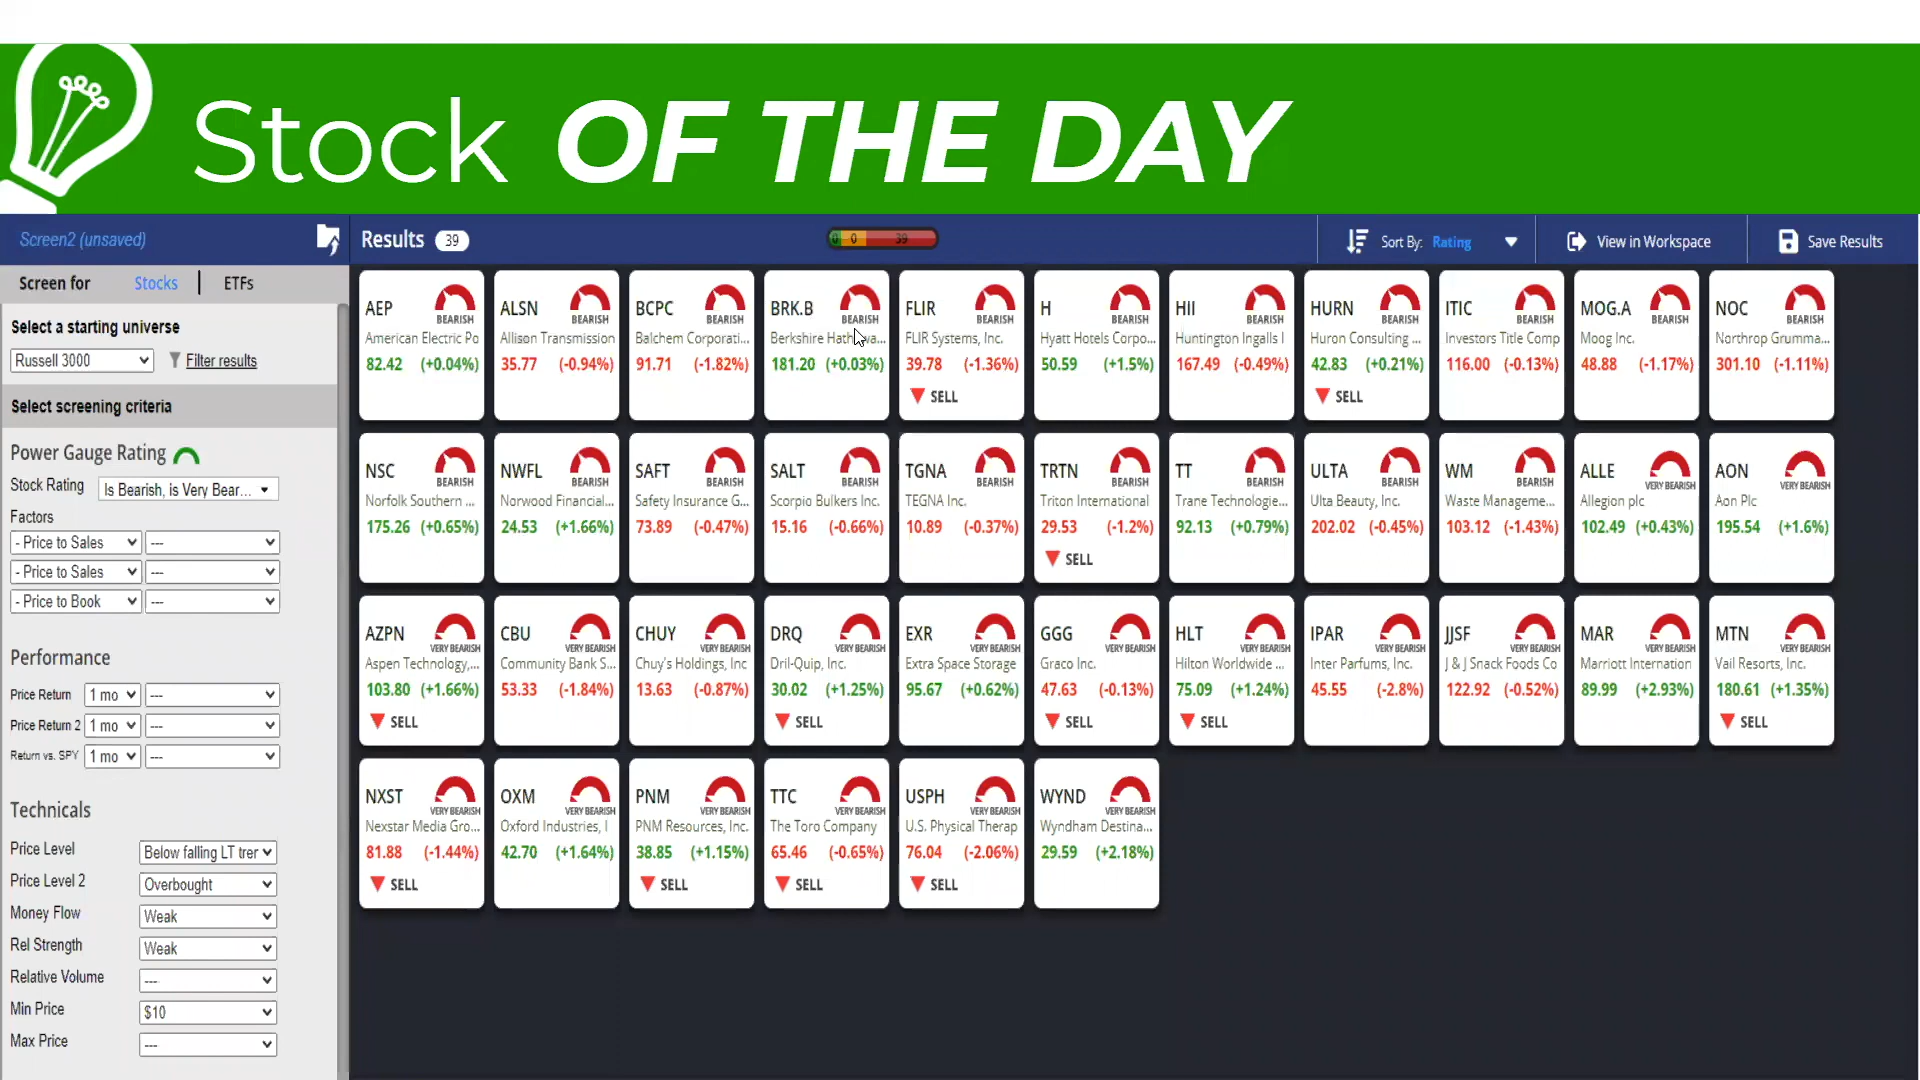 Stock OF THE DAY
Screen2 (unsaved)
Results 39
0 0 39
Sort By: Rating
View in Workspace
Save Results
Screen for Stocks ETFs
Select a starting universe
Russell 3000 Filter results
Select screening criteria
Power Gauge Rating
Stock Rating Is Bearish, is Very Bear...
Factors
- Price to Sales ---
- Price to Sales ---
- Price to Book ---
Performance
Price Return 1 mo ---
Price Return 2 1 mo ---
Return vs. SPY 1 mo ---
Technicals
Price Level Below falling LT trer
Price Level 2 Overbought
Money Flow Weak
Rel Strength Weak
Relative Volume ---
Min Price $10
Max Price ---
AEP BEARISH
American Electric Po
82.42 (+0.04%)
ALSN BEARISH
Allison Transmission
35.77 (-0.94%)
BCPC BEARISH
Balchem Corporati...
91.71 (-1.82%)
BRK.B BEARISH
Berkshire Hathawa...
181.20 (+0.03%)
FLIR BEARISH
FLIR Systems, Inc.
39.78 (-1.36%)
SELL
H BEARISH
Hyatt Hotels Corpo...
50.59 (+1.5%)
HII BEARISH
Huntington Ingalls I
167.49 (-0.49%)
HURN BEARISH
Huron Consulting ...
42.83 (+0.21%)
SELL
ITIC BEARISH
Investors Title Comp
116.00 (-0.13%)
MOG.A BEARISH
Moog Inc.
48.88 (-1.17%)
NOC BEARISH
Northrop Grumma...
301.10 (-1.11%)
NSC BEARISH
Norfolk Southern ...
175.26 (+0.65%)
NWFL BEARISH
Norwood Financial...
24.53 (+1.66%)
SAFT BEARISH
Safety Insurance G...
73.89 (-0.47%)
SALT BEARISH
Scorpio Bulkers Inc.
15.16 (-0.66%)
TGNA BEARISH
TEGNA Inc.
10.89 (-0.37%)
TRTN BEARISH
Triton International
29.53 (-1.2%)
SELL
TT BEARISH
Trane Technologie...
92.13 (+0.79%)
ULTA BEARISH
Ulta Beauty, Inc.
202.02 (-0.45%)
WM BEARISH
Waste Manageme...
103.12 (-1.43%)
ALLE VERY BEARISH
Allegion plc
102.49 (+0.43%)
AON VERY BEARISH
Aon Plc
195.54 (+1.6%)
AZPN VERY BEARISH
Aspen Technology,...
103.80 (+1.66%)
SELL
CBU VERY BEARISH
Community Bank S...
53.33 (-1.84%)
CHUY VERY BEARISH
Chuy's Holdings, Inc
13.63 (-0.87%)
DRQ VERY BEARISH
Dril-Quip, Inc.
30.02 (+1.25%)
SELL
EXR VERY BEARISH
Extra Space Storage
95.67 (+0.62%)
GGG VERY BEARISH
Graco Inc.
47.63 (-0.13%)
SELL
HLT VERY BEARISH
Hilton Worldwide ...
75.09 (+1.24%)
SELL
IPAR VERY BEARISH
Inter Parfums, Inc.
45.55 (-2.8%)
JJSF VERY BEARISH
J & J Snack Foods Co
122.92 (-0.52%)
MAR VERY BEARISH
Marriott Internation
89.99 (+2.93%)
MTN VERY BEARISH
Vail Resorts, Inc.
180.61 (+1.35%)
SELL
NXST VERY BEARISH
Nexstar Media Gro...
81.88 (-1.44%)
SELL
OXM VERY BEARISH
Oxford Industries, I
42.70 (+1.64%)
PNM VERY BEARISH
PNM Resources, Inc.
38.85 (+1.15%)
SELL
TTC VERY BEARISH
The Toro Company
65.46 (-0.65%)
SELL
USPH VERY BEARISH
U.S. Physical Therap
76.04 (-2.06%)
SELL
WYND VERY BEARISH
Wyndham Destina...
29.59 (+2.18%)